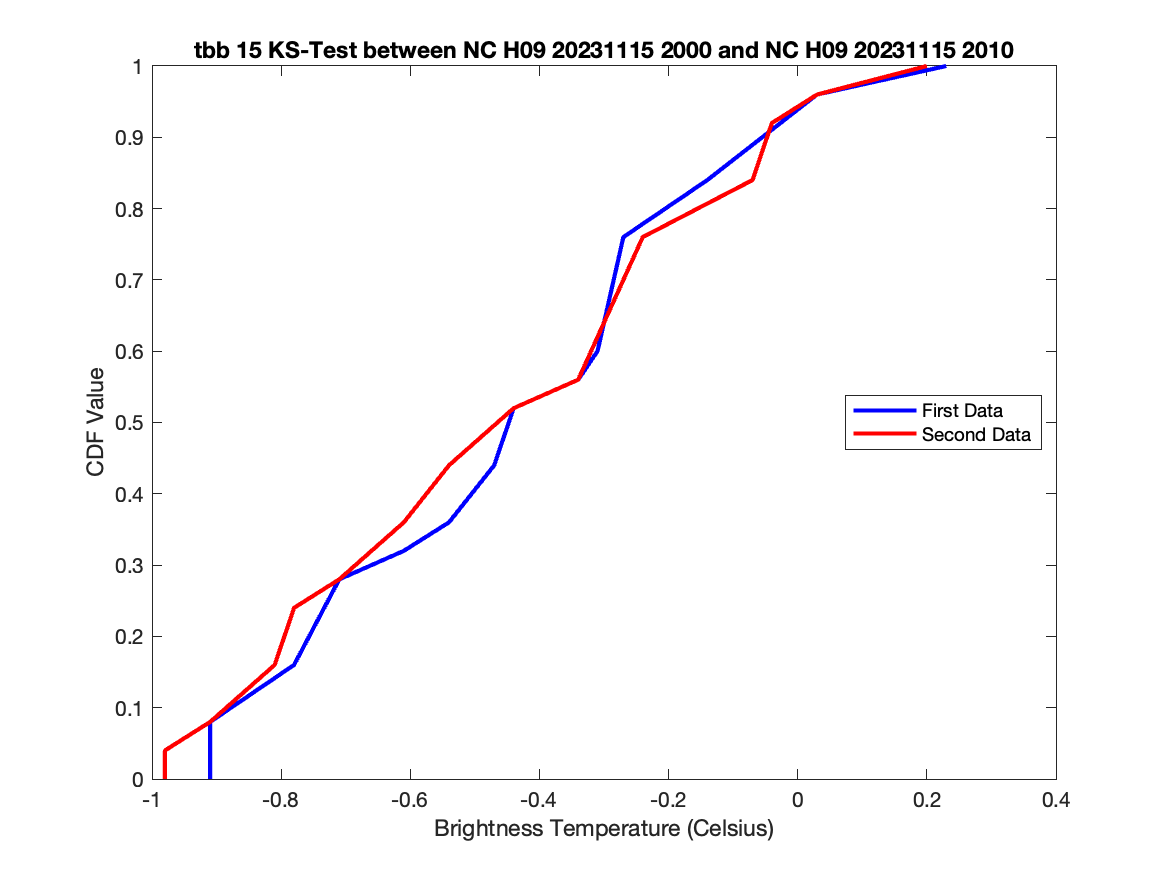 tbb 15 KS-Test between NC H09 20231115 2000 and NC H09 20231115 2010
1
0.9
0.8
0.7
0.6
0.5
0.4
0.3
0.2
0.1
0
CDF Value
First Data
Second Data
-1 -0.8 -0.6 -0.4 -0.2 0 0.2 0.4
Brightness Temperature (Celsius)